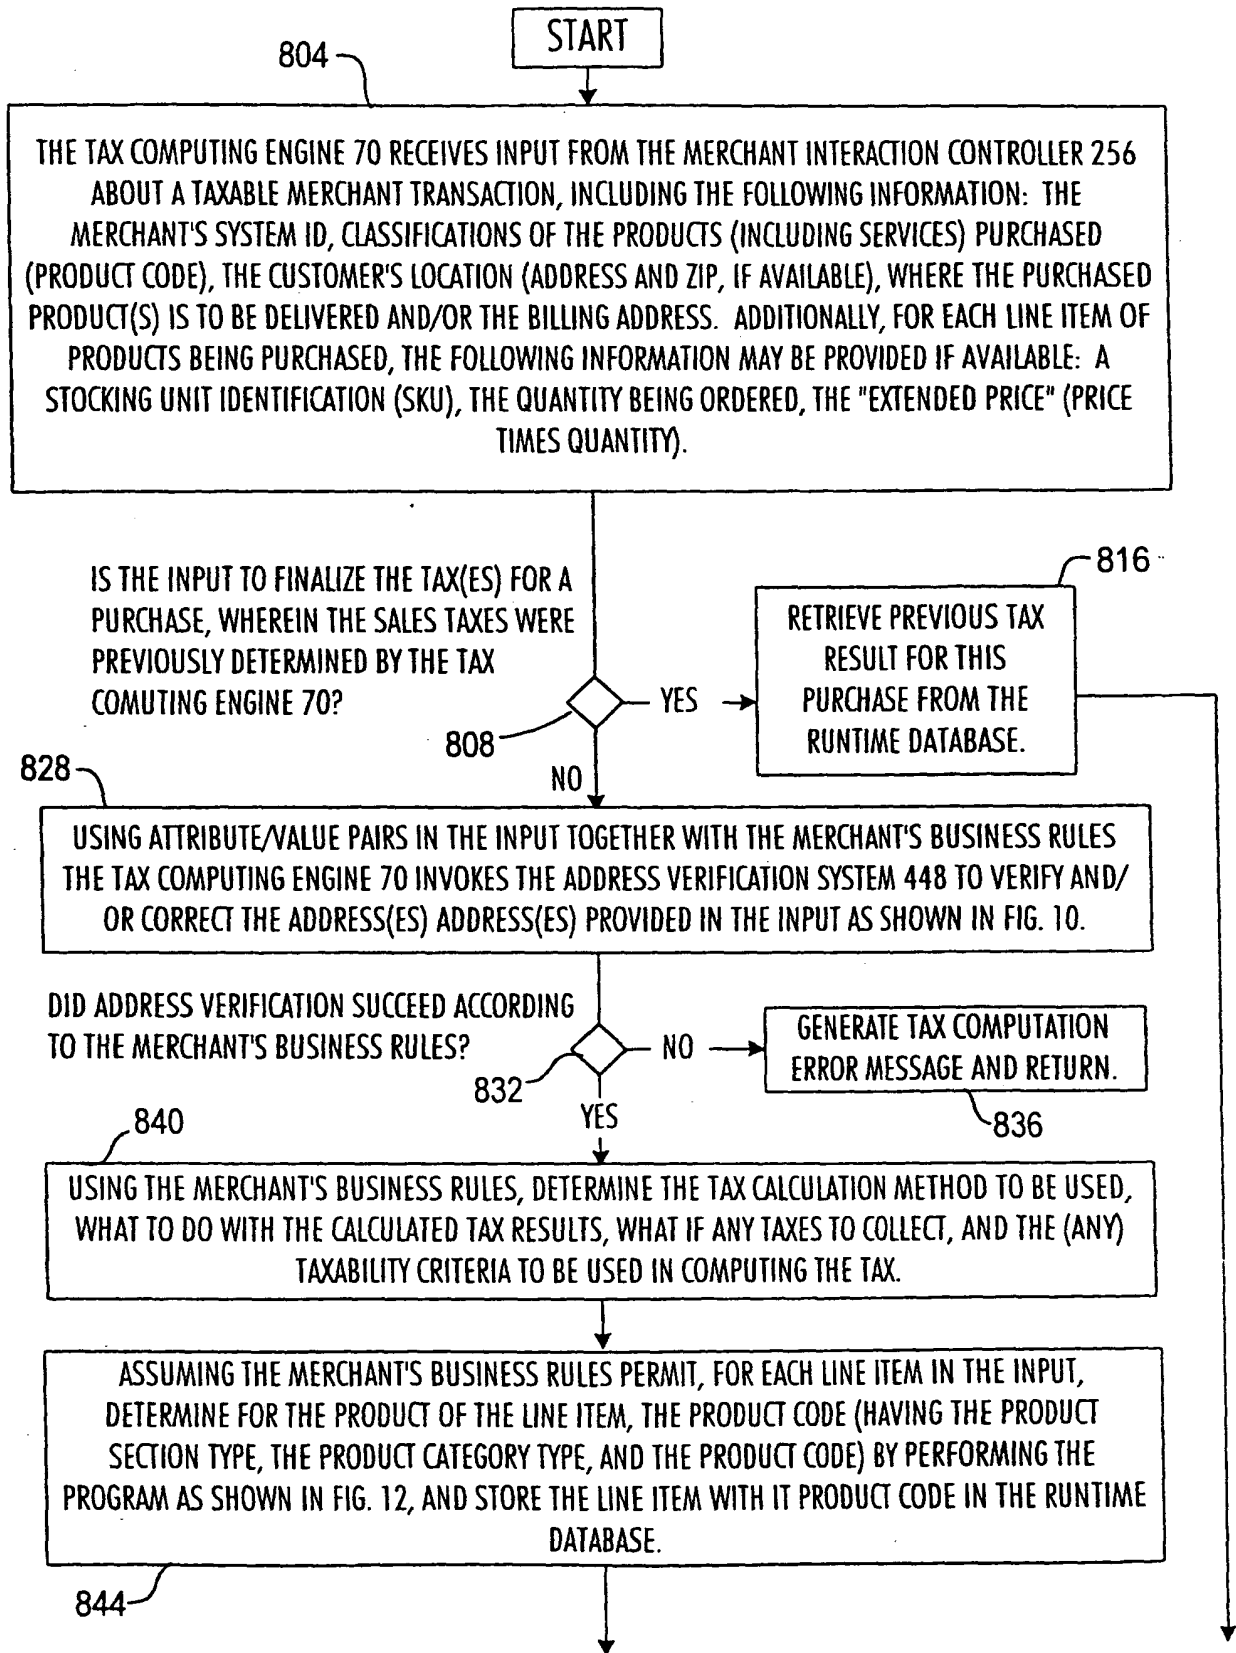 START
804
THE TAX COMPUTING ENGINE 70 RECEIVES INPUT FROM THE MERCHANT INTERACTION CONTROLLER 256
ABOUT A TAXABLE MERCHANT TRANSACTION, INCLUDING THE FOLLOWING INFORMATION: THE
MERCHANT'S SYSTEM ID, CLASSIFICATIONS OF THE PRODUCTS (INCLUDING SERVICES) PURCHASED
(PRODUCT CODE), THE CUSTOMER'S LOCATION (ADDRESS AND ZIP, IF AVAILABLE), WHERE THE PURCHASED
PRODUCT(S) IS TO BE DELIVERED AND/OR THE BILLING ADDRESS. ADDITIONALLY, FOR EACH LINE ITEM OF
PRODUCTS BEING PURCHASED, THE FOLLOWING INFORMATION MAY BE PROVIDED IF AVAILABLE: A
STOCKING UNIT IDENTIFICATION (SKU), THE QUANTITY BEING ORDERED, THE "EXTENDED PRICE" (PRICE
TIMES QUANTITY).
IS THE INPUT TO FINALIZE THE TAX(ES) FOR A
PURCHASE, WHEREIN THE SALES TAXES WERE
PREVIOUSLY DETERMINED BY THE TAX
COMUTING ENGINE 70?
808
YES
NO
816
RETRIEVE PREVIOUS TAX
RESULT FOR THIS
PURCHASE FROM THE
RUNTIME DATABASE.
828
USING ATTRIBUTE/VALUE PAIRS IN THE INPUT TOGETHER WITH THE MERCHANT'S BUSINESS RULES
THE TAX COMPUTING ENGINE 70 INVOKES THE ADDRESS VERIFICATION SYSTEM 448 TO VERIFY AND/
OR CORRECT THE ADDRESS(ES) ADDRESS(ES) PROVIDED IN THE INPUT AS SHOWN IN FIG. 10.
DID ADDRESS VERIFICATION SUCCEED ACCORDING
TO THE MERCHANT'S BUSINESS RULES?
832
NO
YES
GENERATE TAX COMPUTATION
ERROR MESSAGE AND RETURN.
836
840
USING THE MERCHANT'S BUSINESS RULES, DETERMINE THE TAX CALCULATION METHOD TO BE USED,
WHAT TO DO WITH THE CALCULATED TAX RESULTS, WHAT IF ANY TAXES TO COLLECT, AND THE (ANY)
TAXABILITY CRITERIA TO BE USED IN COMPUTING THE TAX.
ASSUMING THE MERCHANT'S BUSINESS RULES PERMIT, FOR EACH LINE ITEM IN THE INPUT,
DETERMINE FOR THE PRODUCT OF THE LINE ITEM, THE PRODUCT CODE (HAVING THE PRODUCT
SECTION TYPE, THE PRODUCT CATEGORY TYPE, AND THE PRODUCT CODE) BY PERFORMING THE
PROGRAM AS SHOWN IN FIG. 12, AND STORE THE LINE ITEM WITH IT PRODUCT CODE IN THE RUNTIME
DATABASE.
844